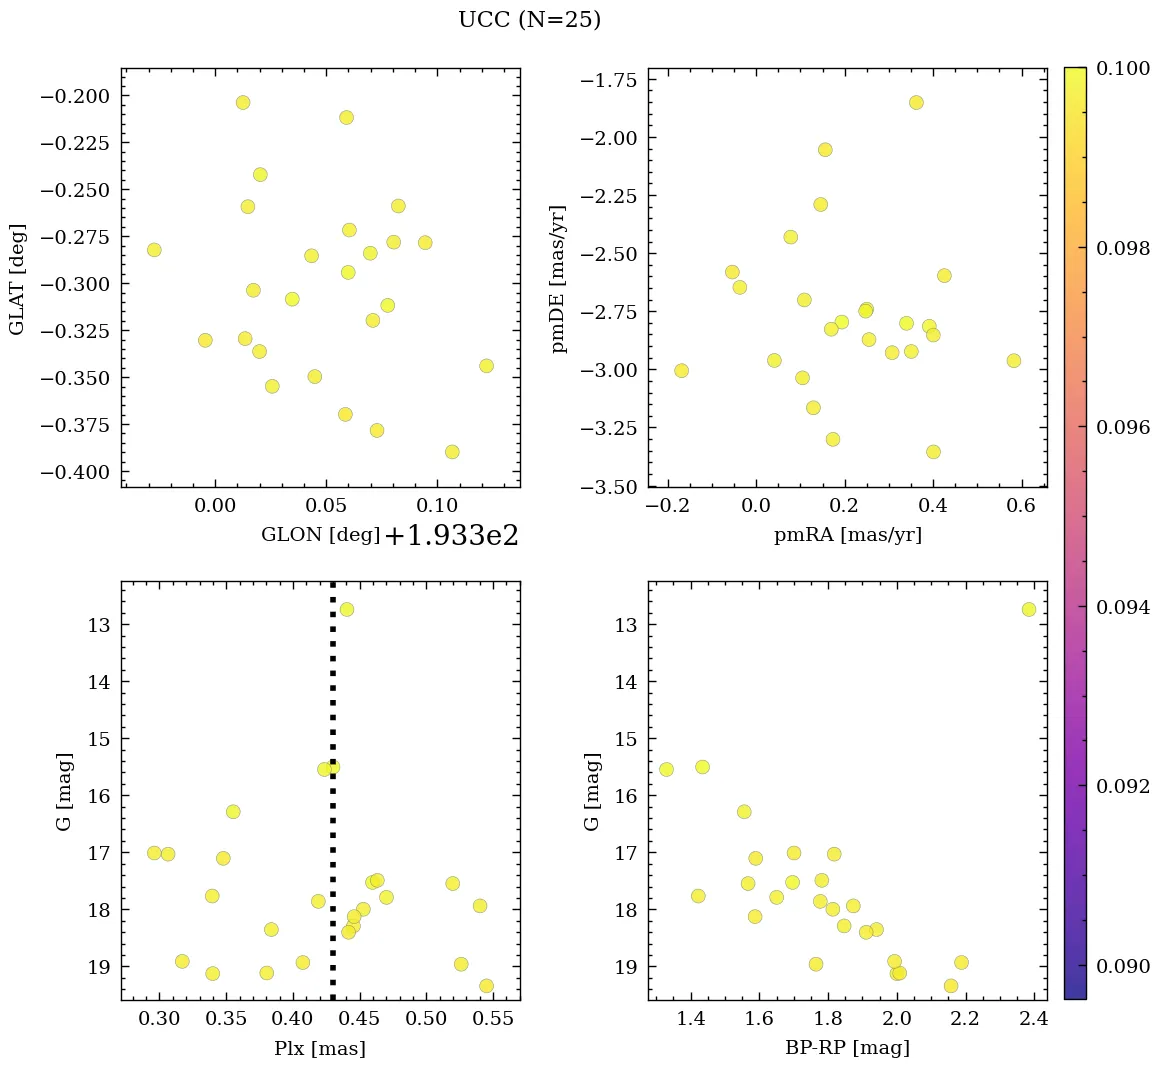 UCC (N=25)
−0.200
−0.225
−0.250
−0.275
−0.300
−0.325
−0.350
−0.375
−0.400
GLAT [deg]
0.00 0.05 0.10
GLON [deg] +1.933e2
−1.75
−2.00
−2.25
−2.50
−2.75
−3.00
−3.25
−3.50
pmDE [mas/yr]
−0.2 0.0 0.2 0.4 0.6
pmRA [mas/yr]
13
14
15
16
17
18
19
G [mag]
0.30 0.35 0.40 0.45 0.50 0.55
Plx [mas]
13
14
15
16
17
18
19
G [mag]
1.4 1.6 1.8 2.0 2.2 2.4
BP-RP [mag]
0.100
0.098
0.096
0.094
0.092
0.090